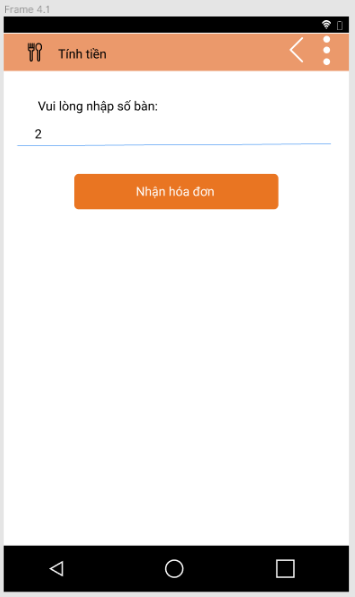 Frame 4.1
Tính tiền
Vui lòng nhập số bàn:
2
Nhận hóa đơn